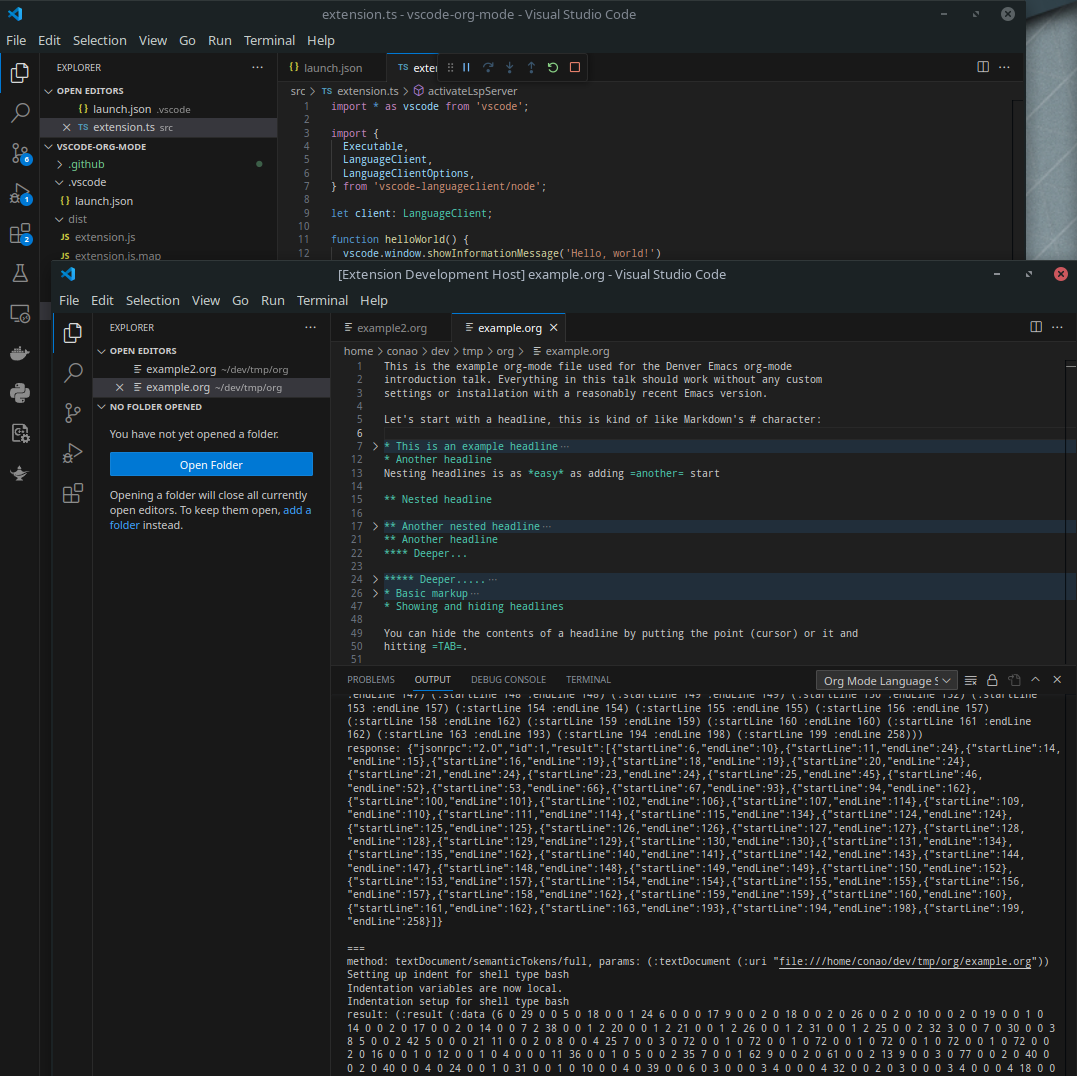 extension.ts - vscode-org-mode - Visual Studio Code
File Edit Selection View Go Run Terminal Help
EXPLORER
OPEN EDITORS
{} launch.json .vscode
TS extension.ts src
VSCODE-ORG-MODE
.github
.vscode
{} launch.json
dist
JS extension.js
JS extension.js.map
6
1
2
{} launch.json
TS exter
src > TS extension.ts > activateLspServer
1 import * as vscode from 'vscode';
2
3 import {
4 Executable,
5 LanguageClient,
6 LanguageClientOptions,
7 } from 'vscode-languageclient/node';
8
9 let client: LanguageClient;
10
11 function helloWorld() {
12 vscode.window.showInformationMessage('Hello, world!')
[Extension Development Host] example.org - Visual Studio Code
File Edit Selection View Go Run Terminal Help
EXPLORER
OPEN EDITORS
example2.org ~/dev/tmp/org
example.org ~/dev/tmp/org
NO FOLDER OPENED
You have not yet opened a folder.
Open Folder
Opening a folder will close all currently
open editors. To keep them open, add a
folder instead.
example2.org
example.org
home > conao > dev > tmp > org > example.org
1 This is the example org-mode file used for the Denver Emacs org-mode
2 introduction talk. Everything in this talk should work without any custom
3 settings or installation with a reasonably recent Emacs version.
4
5 Let's start with a headline, this is kind of like Markdown's # character:
6
7 > * This is an example headline ···
12 * Another headline
13 Nesting headlines is as *easy* as adding =another= start
14
15 ** Nested headline
16
17 > ** Another nested headline ···
21 ** Another headline
22 **** Deeper...
23
24 > ***** Deeper..... ···
26 > * Basic markup ···
47 * Showing and hiding headlines
48
49 You can hide the contents of a headline by putting the point (cursor) or it and
50 hitting =TAB=.
51
PROBLEMS OUTPUT DEBUG CONSOLE TERMINAL
Org Mode Language S
.endLine 147) (:startLine 148 :endLine 148) (:startLine 149 :endLine 149) (:startLine 150 :endLine 152) (:startLine
153 :endLine 157) (:startLine 154 :endLine 154) (:startLine 155 :endLine 155) (:startLine 156 :endLine 157)
(:startLine 158 :endLine 162) (:startLine 159 :endLine 159) (:startLine 160 :endLine 160) (:startLine 161 :endLine
162) (:startLine 163 :endLine 193) (:startLine 194 :endLine 198) (:startLine 199 :endLine 258)))
response: {"jsonrpc":"2.0","id":1,"result":[{"startLine":6,"endLine":10},{"startLine":11,"endLine":24},{"startLine":14,
"endLine":15},{"startLine":16,"endLine":19},{"startLine":18,"endLine":19},{"startLine":20,"endLine":24},
{"startLine":21,"endLine":24},{"startLine":23,"endLine":24},{"startLine":25,"endLine":45},{"startLine":46,
"endLine":52},{"startLine":53,"endLine":66},{"startLine":67,"endLine":93},{"startLine":94,"endLine":162},
{"startLine":100,"endLine":101},{"startLine":102,"endLine":106},{"startLine":107,"endLine":114},{"startLine":109,
"endLine":110},{"startLine":111,"endLine":114},{"startLine":115,"endLine":134},{"startLine":124,"endLine":124},
{"startLine":125,"endLine":125},{"startLine":126,"endLine":126},{"startLine":127,"endLine":127},{"startLine":128,
"endLine":128},{"startLine":129,"endLine":129},{"startLine":130,"endLine":130},{"startLine":131,"endLine":134},
{"startLine":135,"endLine":162},{"startLine":140,"endLine":141},{"startLine":142,"endLine":143},{"startLine":144,
"endLine":147},{"startLine":148,"endLine":148},{"startLine":149,"endLine":149},{"startLine":150,"endLine":152},
{"startLine":153,"endLine":157},{"startLine":154,"endLine":154},{"startLine":155,"endLine":155},{"startLine":156,
"endLine":157},{"startLine":158,"endLine":162},{"startLine":159,"endLine":159},{"startLine":160,"endLine":160},
{"startLine":161,"endLine":162},{"startLine":163,"endLine":193},{"startLine":194,"endLine":198},{"startLine":199,
"endLine":258}]}
===
method: textDocument/semanticTokens/full, params: (:textDocument (:uri "file:///home/conao/dev/tmp/org/example.org"))
Setting up indent for shell type bash
Indentation variables are now local.
Indentation setup for shell type bash
result: (:result (:data (6 0 29 0 0 5 0 18 0 0 1 24 6 0 0 0 17 9 0 0 2 0 18 0 0 2 0 26 0 0 2 0 10 0 0 2 0 19 0 0 1 0
14 0 0 2 0 17 0 0 2 0 14 0 0 7 2 38 0 0 1 2 20 0 0 1 2 21 0 0 1 2 26 0 0 1 2 31 0 0 1 2 25 0 0 2 32 3 0 0 7 0 30 0 0 3
8 5 0 0 2 42 5 0 0 0 21 11 0 0 2 0 8 0 0 4 25 7 0 0 3 0 72 0 0 1 0 72 0 0 1 0 72 0 0 1 0 72 0 0 1 0 72 0 0 1 0 72 0 0
2 0 16 0 0 1 0 12 0 0 1 0 4 0 0 0 11 36 0 0 1 0 5 0 0 2 35 7 0 0 1 62 9 0 0 2 0 61 0 0 2 13 9 0 0 3 0 77 0 0 2 0 40 0
0 2 0 40 0 0 4 0 24 0 0 1 0 31 0 0 1 0 10 0 0 4 0 39 0 0 6 0 3 0 0 0 3 4 0 0 0 4 32 0 0 2 0 3 0 0 0 3 4 0 0 0 4 18 0 0